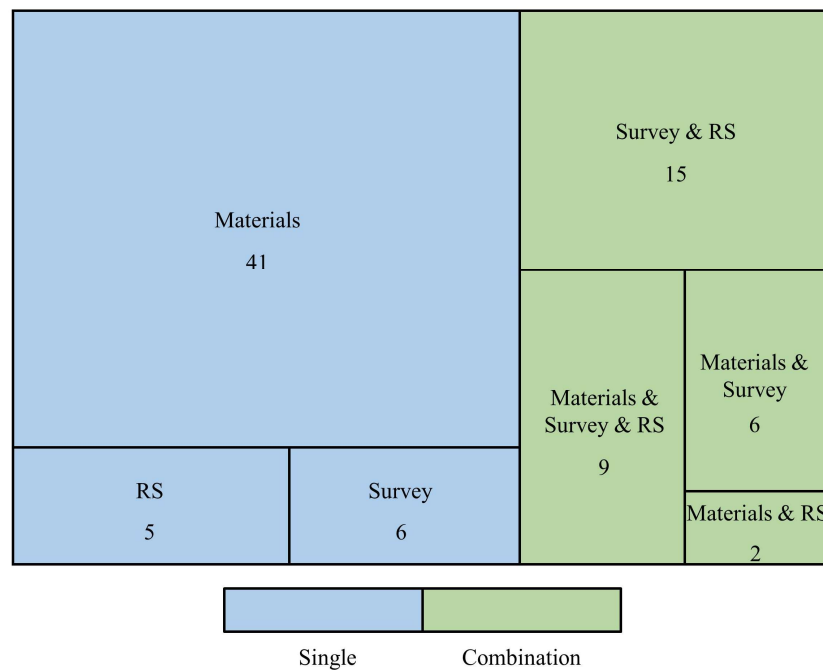 Materials
41
RS
5
Survey
6
Survey & RS
15
Materials &
Survey & RS
9
Materials &
Survey
6
Materials & RS
2
Single
Combination